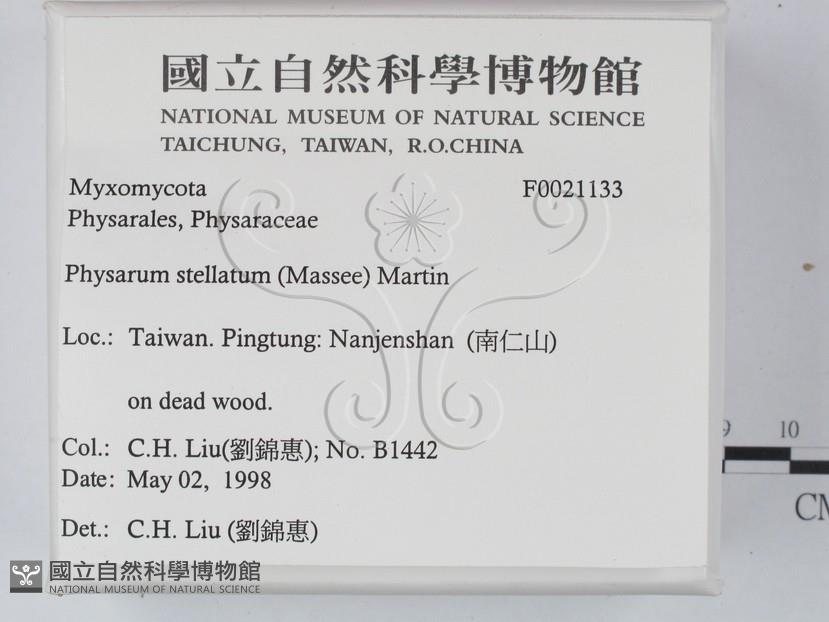 國立自然科學博物館
NATIONAL MUSEUM OF NATURAL SCIENCE
TAICHUNG, TAIWAN, R.O.CHINA
Myxomycota F0021133
Physarales, Physaraceae
Physarum stellatum (Massee) Martin
Loc.: Taiwan. Pingtung: Nanjenshan (南仁山)
on dead wood.
Col.: C.H. Liu(劉錦惠); No. B1442
Date: May 02, 1998
Det.: C.H. Liu (劉錦惠)
9 10
CM
國立自然科學博物館
NATIONAL MUSEUM OF NATURAL SCIENCE